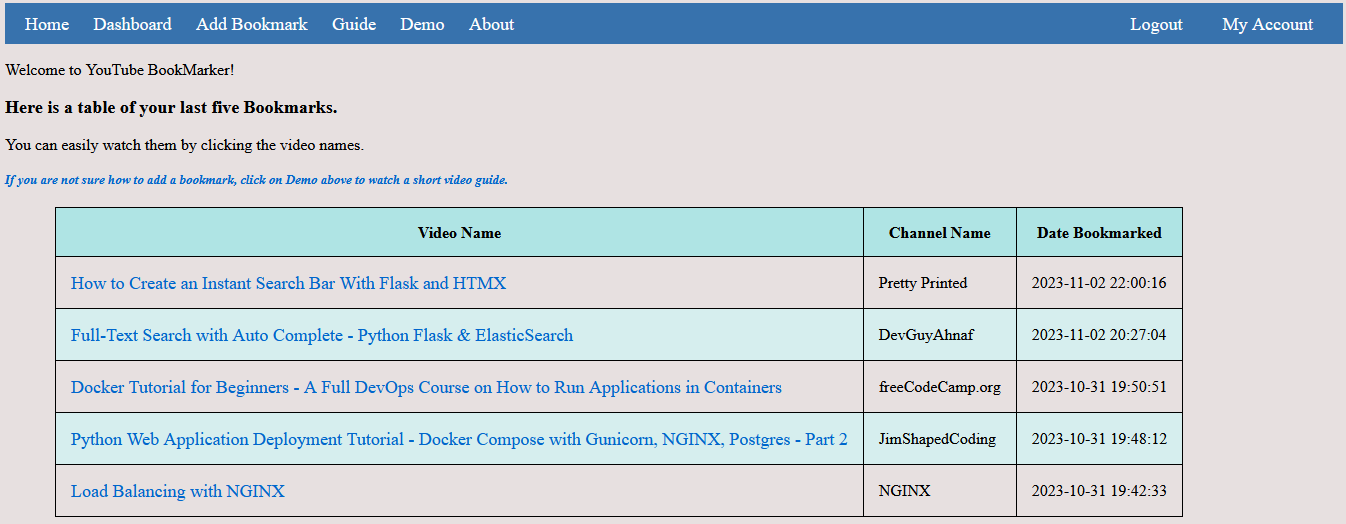 Home Dashboard Add Bookmark Guide Demo About Logout My Account
Welcome to YouTube BookMarker!
Here is a table of your last five Bookmarks.
You can easily watch them by clicking the video names.
If you are not sure how to add a bookmark, click on Demo above to watch a short video guide.
Video Name Channel Name Date Bookmarked
How to Create an Instant Search Bar With Flask and HTMX Pretty Printed 2023-11-02 22:00:16
Full-Text Search with Auto Complete - Python Flask & ElasticSearch DevGuyAhnaf 2023-11-02 20:27:04
Docker Tutorial for Beginners - A Full DevOps Course on How to Run Applications in Containers freeCodeCamp.org 2023-10-31 19:50:51
Python Web Application Deployment Tutorial - Docker Compose with Gunicorn, NGINX, Postgres - Part 2 JimShapedCoding 2023-10-31 19:48:12
Load Balancing with NGINX NGINX 2023-10-31 19:42:33